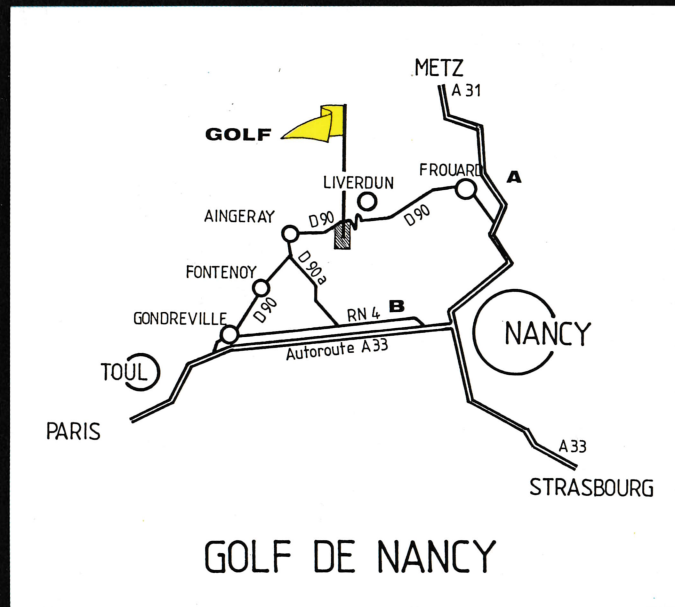 METZ
A 31
GOLF
FROUARD
A
LIVERDUN
AINGERAY
D 90
D 90
FONTENOY
D 90a
D 90
GONDREVILLE
RN 4
B
NANCY
Autoroute A 33
TOUL
PARIS
A 33
STRASBOURG
GOLF DE NANCY